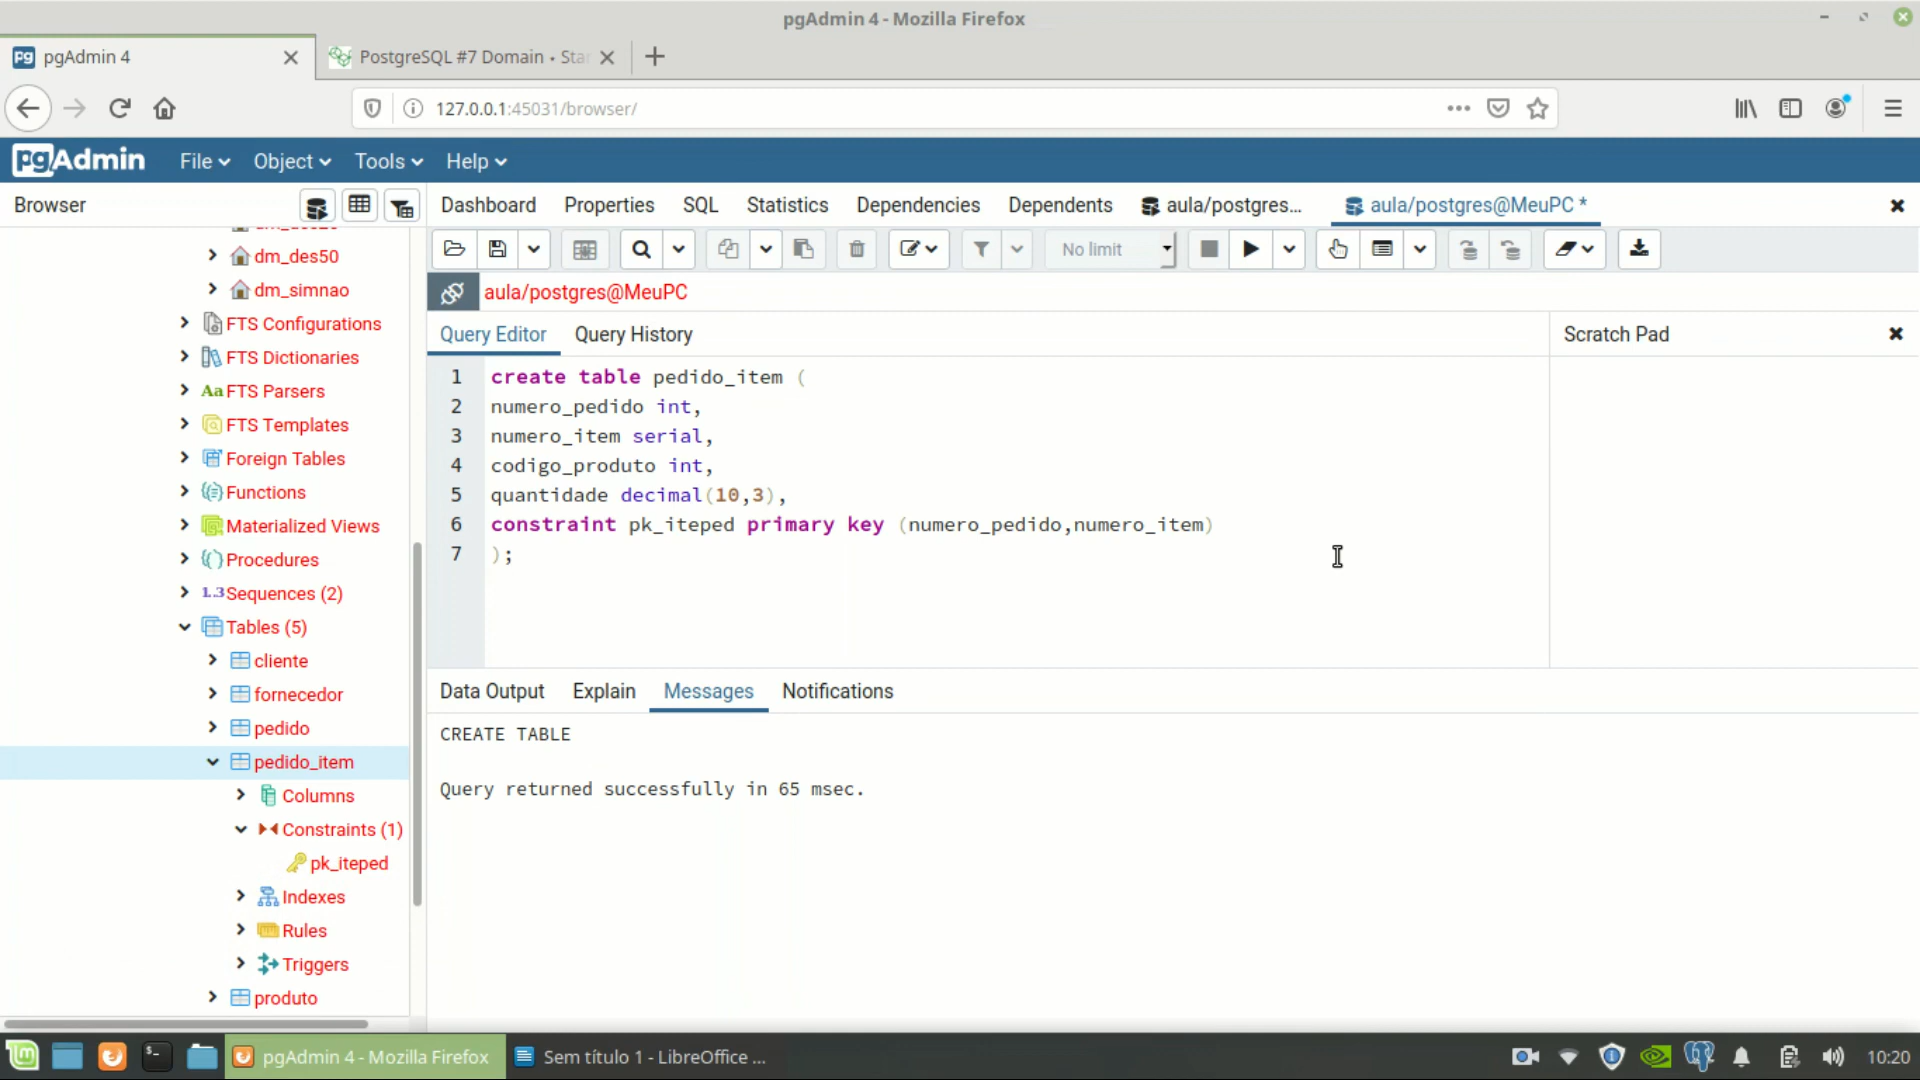 pgAdmin 4 - Mozilla Firefox
pgAdmin 4
PostgreSQL #7 Domain • Sta
127.0.0.1:45031/browser/
pgAdmin File Object Tools Help
Browser
Dashboard Properties SQL Statistics Dependencies Dependents aula/postgres... aula/postgres@MeuPC *
No limit
aula/postgres@MeuPC
Query Editor Query History
Scratch Pad
1 create table pedido_item (
2 numero_pedido int,
3 numero_item serial,
4 codigo_produto int,
5 quantidade decimal(10,3),
6 constraint pk_iteped primary key (numero_pedido,numero_item)
7 );
dm_des50
dm_simnao
FTS Configurations
FTS Dictionaries
Aa FTS Parsers
FTS Templates
Foreign Tables
Functions
Materialized Views
Procedures
1.3 Sequences (2)
Tables (5)
cliente
fornecedor
pedido
pedido_item
Columns
Constraints (1)
pk_iteped
Indexes
Rules
Triggers
produto
Data Output Explain Messages Notifications
CREATE TABLE
Query returned successfully in 65 msec.
pgAdmin 4 - Mozilla Firefox
Sem título 1 - LibreOffice ...
10:20